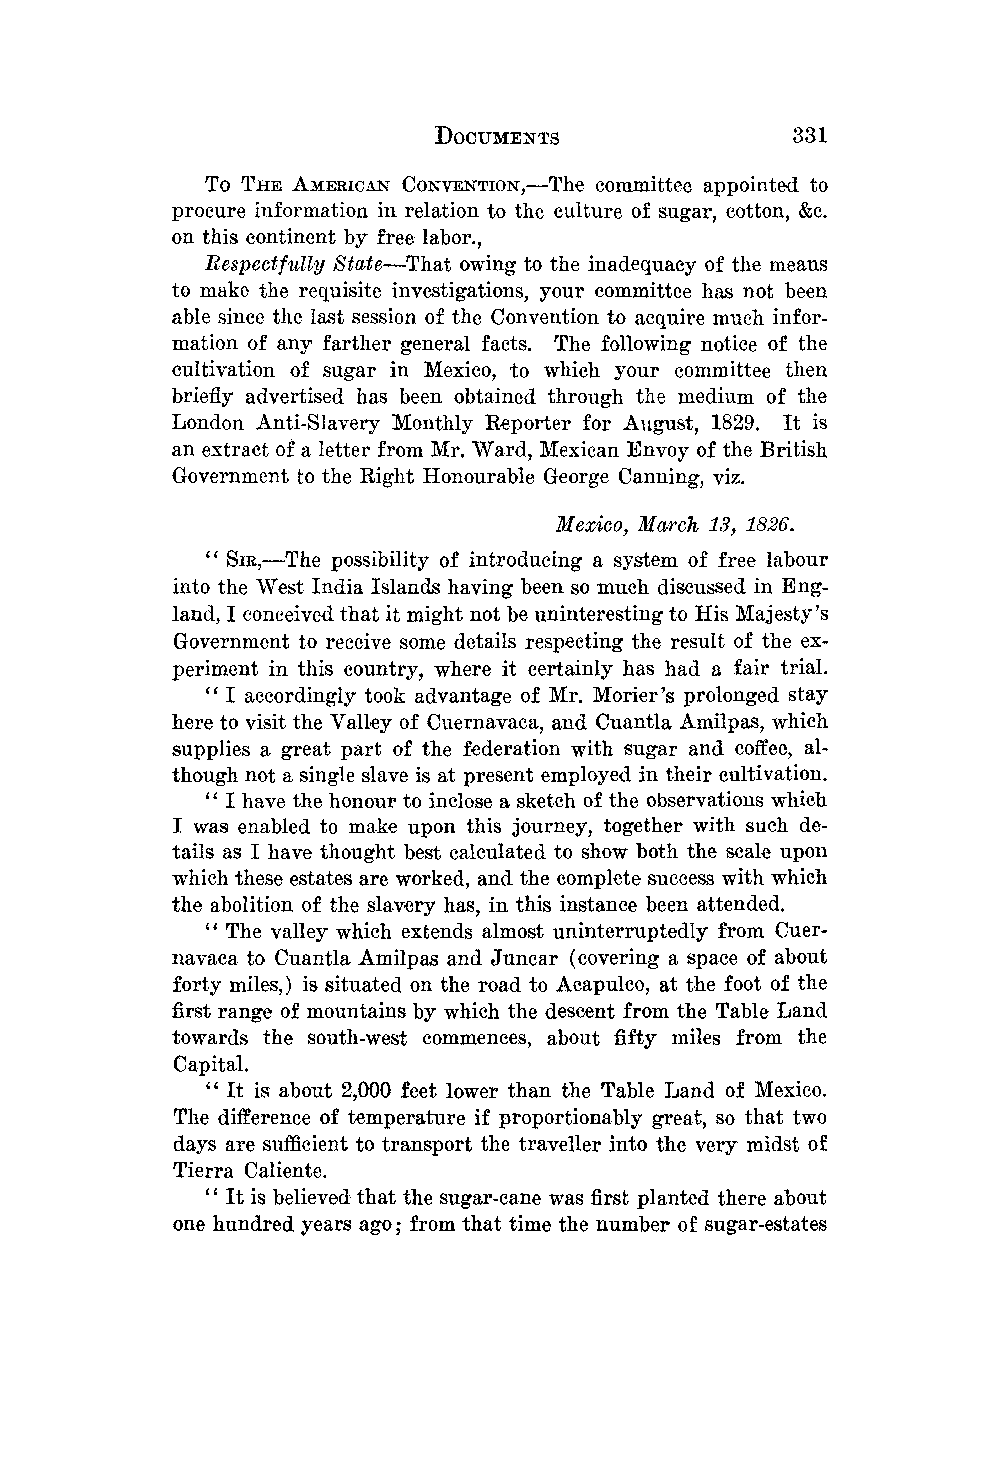 DOCUMENTS 331
To THE AMERICAN CONVENTION,—The committee appointed to
procure information in relation to the culture of sugar, cotton, &c.
on this continent by free labor.,
Respectfully State—That owing to the inadequacy of the means
to make the requisite investigations, your committee has not been
able since the last session of the Convention to acquire much infor-
mation of any farther general facts. The following notice of the
cultivation of sugar in Mexico, to which your committee then
briefly advertised has been obtained through the medium of the
London Anti-Slavery Monthly Reporter for August, 1829. It is
an extract of a letter from Mr. Ward, Mexican Envoy of the British
Government to the Right Honourable George Canning, viz.
Mexico, March 13, 1826.
“ SIR,—The possibility of introducing a system of free labour
into the West India Islands having been so much discussed in Eng-
land, I conceived that it might not be uninteresting to His Majesty’s
Government to receive some details respecting the result of the ex-
periment in this country, where it certainly has had a fair trial.
“ I accordingly took advantage of Mr. Morier’s prolonged stay
here to visit the Valley of Cuernavaca, and Cuantla Amilpas, which
supplies a great part of the federation with sugar and coffee, al-
though not a single slave is at present employed in their cultivation.
“ I have the honour to inclose a sketch of the observations which
I was enabled to make upon this journey, together with such de-
tails as I have thought best calculated to show both the scale upon
which these estates are worked, and the complete success with which
the abolition of the slavery has, in this instance been attended.
“ The valley which extends almost uninterruptedly from Cuer-
navaca to Cuantla Amilpas and Juncar (covering a space of about
forty miles,) is situated on the road to Acapulco, at the foot of the
first range of mountains by which the descent from the Table Land
towards the south-west commences, about fifty miles from the
Capital.
“ It is about 2,000 feet lower than the Table Land of Mexico.
The difference of temperature if proportionably great, so that two
days are sufficient to transport the traveller into the very midst of
Tierra Caliente.
“ It is believed that the sugar-cane was first planted there about
one hundred years ago; from that time the number of sugar-estates